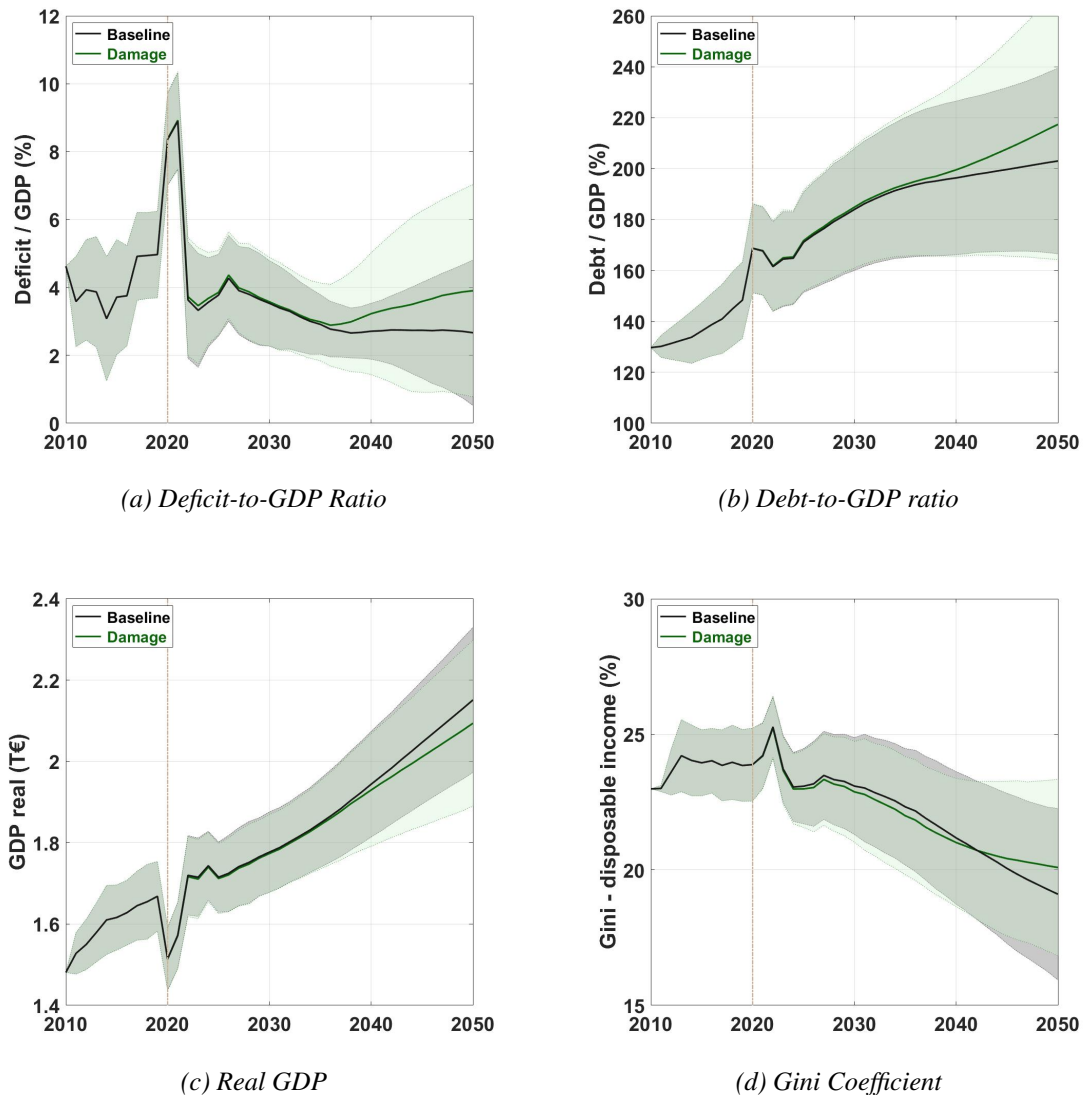 12
10
8
6
4
2
0
Deficit / GDP (%)
Baseline
Damage
2010 2020 2030 2040 2050
(a) Deficit-to-GDP Ratio
260
240
220
200
180
160
140
120
100
Debt / GDP (%)
Baseline
Damage
2010 2020 2030 2040 2050
(b) Debt-to-GDP ratio
2.4
2.2
2
1.8
1.6
1.4
GDP real (T€)
Baseline
Damage
2010 2020 2030 2040 2050
(c) Real GDP
30
25
20
15
Gini - disposable income (%)
Baseline
Damage
2010 2020 2030 2040 2050
(d) Gini Coefficient